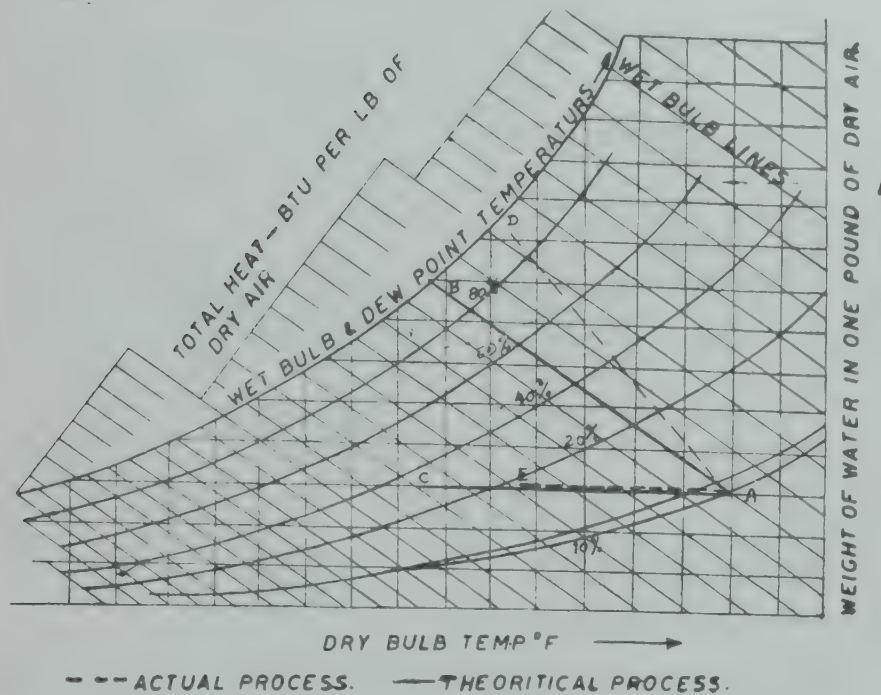 TOTAL HEAT — BTU PER LB OF
DRY AIR
WET BULB & DEW POINT TEMPERATURS
WET BULB LINES
WEIGHT OF WATER IN ONE POUND OF DRY AIR
D
B
80
60%
40%
20%
C
E
A
10%
DRY BULB TEMP °F
ACTUAL PROCESS.
THEORITICAL PROCESS.